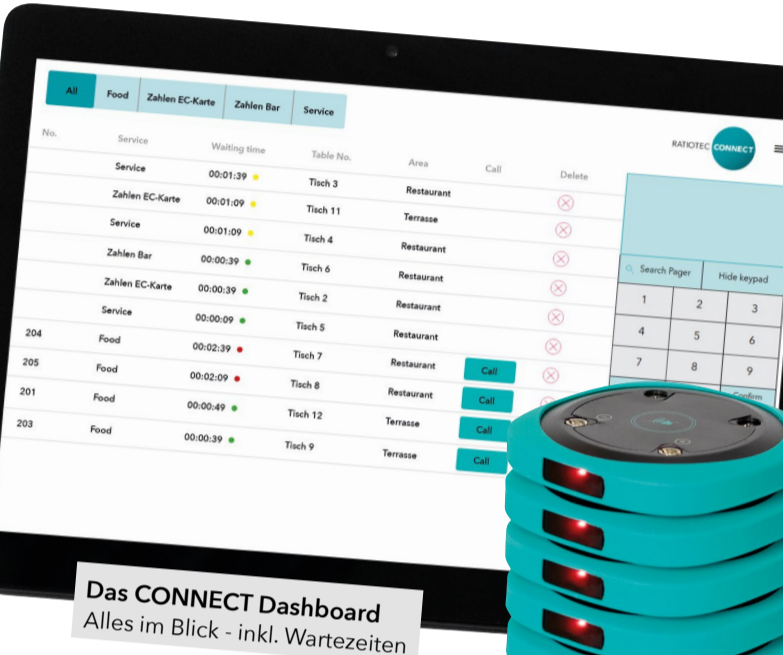 All Food Zahlen EC-Karte Zahlen Bar Service
RATIOTEC CONNECT
No. Service Waiting time Table No. Area Call Delete
Service 00:01:39 Tisch 3 Restaurant
Zahlen EC-Karte 00:01:09 Tisch 11 Terrasse
Service 00:01:09 Tisch 4 Restaurant
Zahlen Bar 00:00:39 Tisch 6 Restaurant
Zahlen EC-Karte 00:00:39 Tisch 2 Restaurant
Service 00:00:09 Tisch 5 Restaurant
204 Food 00:02:39 Tisch 7 Restaurant Call
205 Food 00:02:09 Tisch 8 Restaurant Call
201 Food 00:00:49 Tisch 12 Terrasse Call
203 Food 00:00:39 Tisch 9 Terrasse Call
Search Pager Hide keypad
1 2 3
4 5 6
7 8 9
Confirm
Das CONNECT Dashboard
Alles im Blick - inkl. Wartezeiten